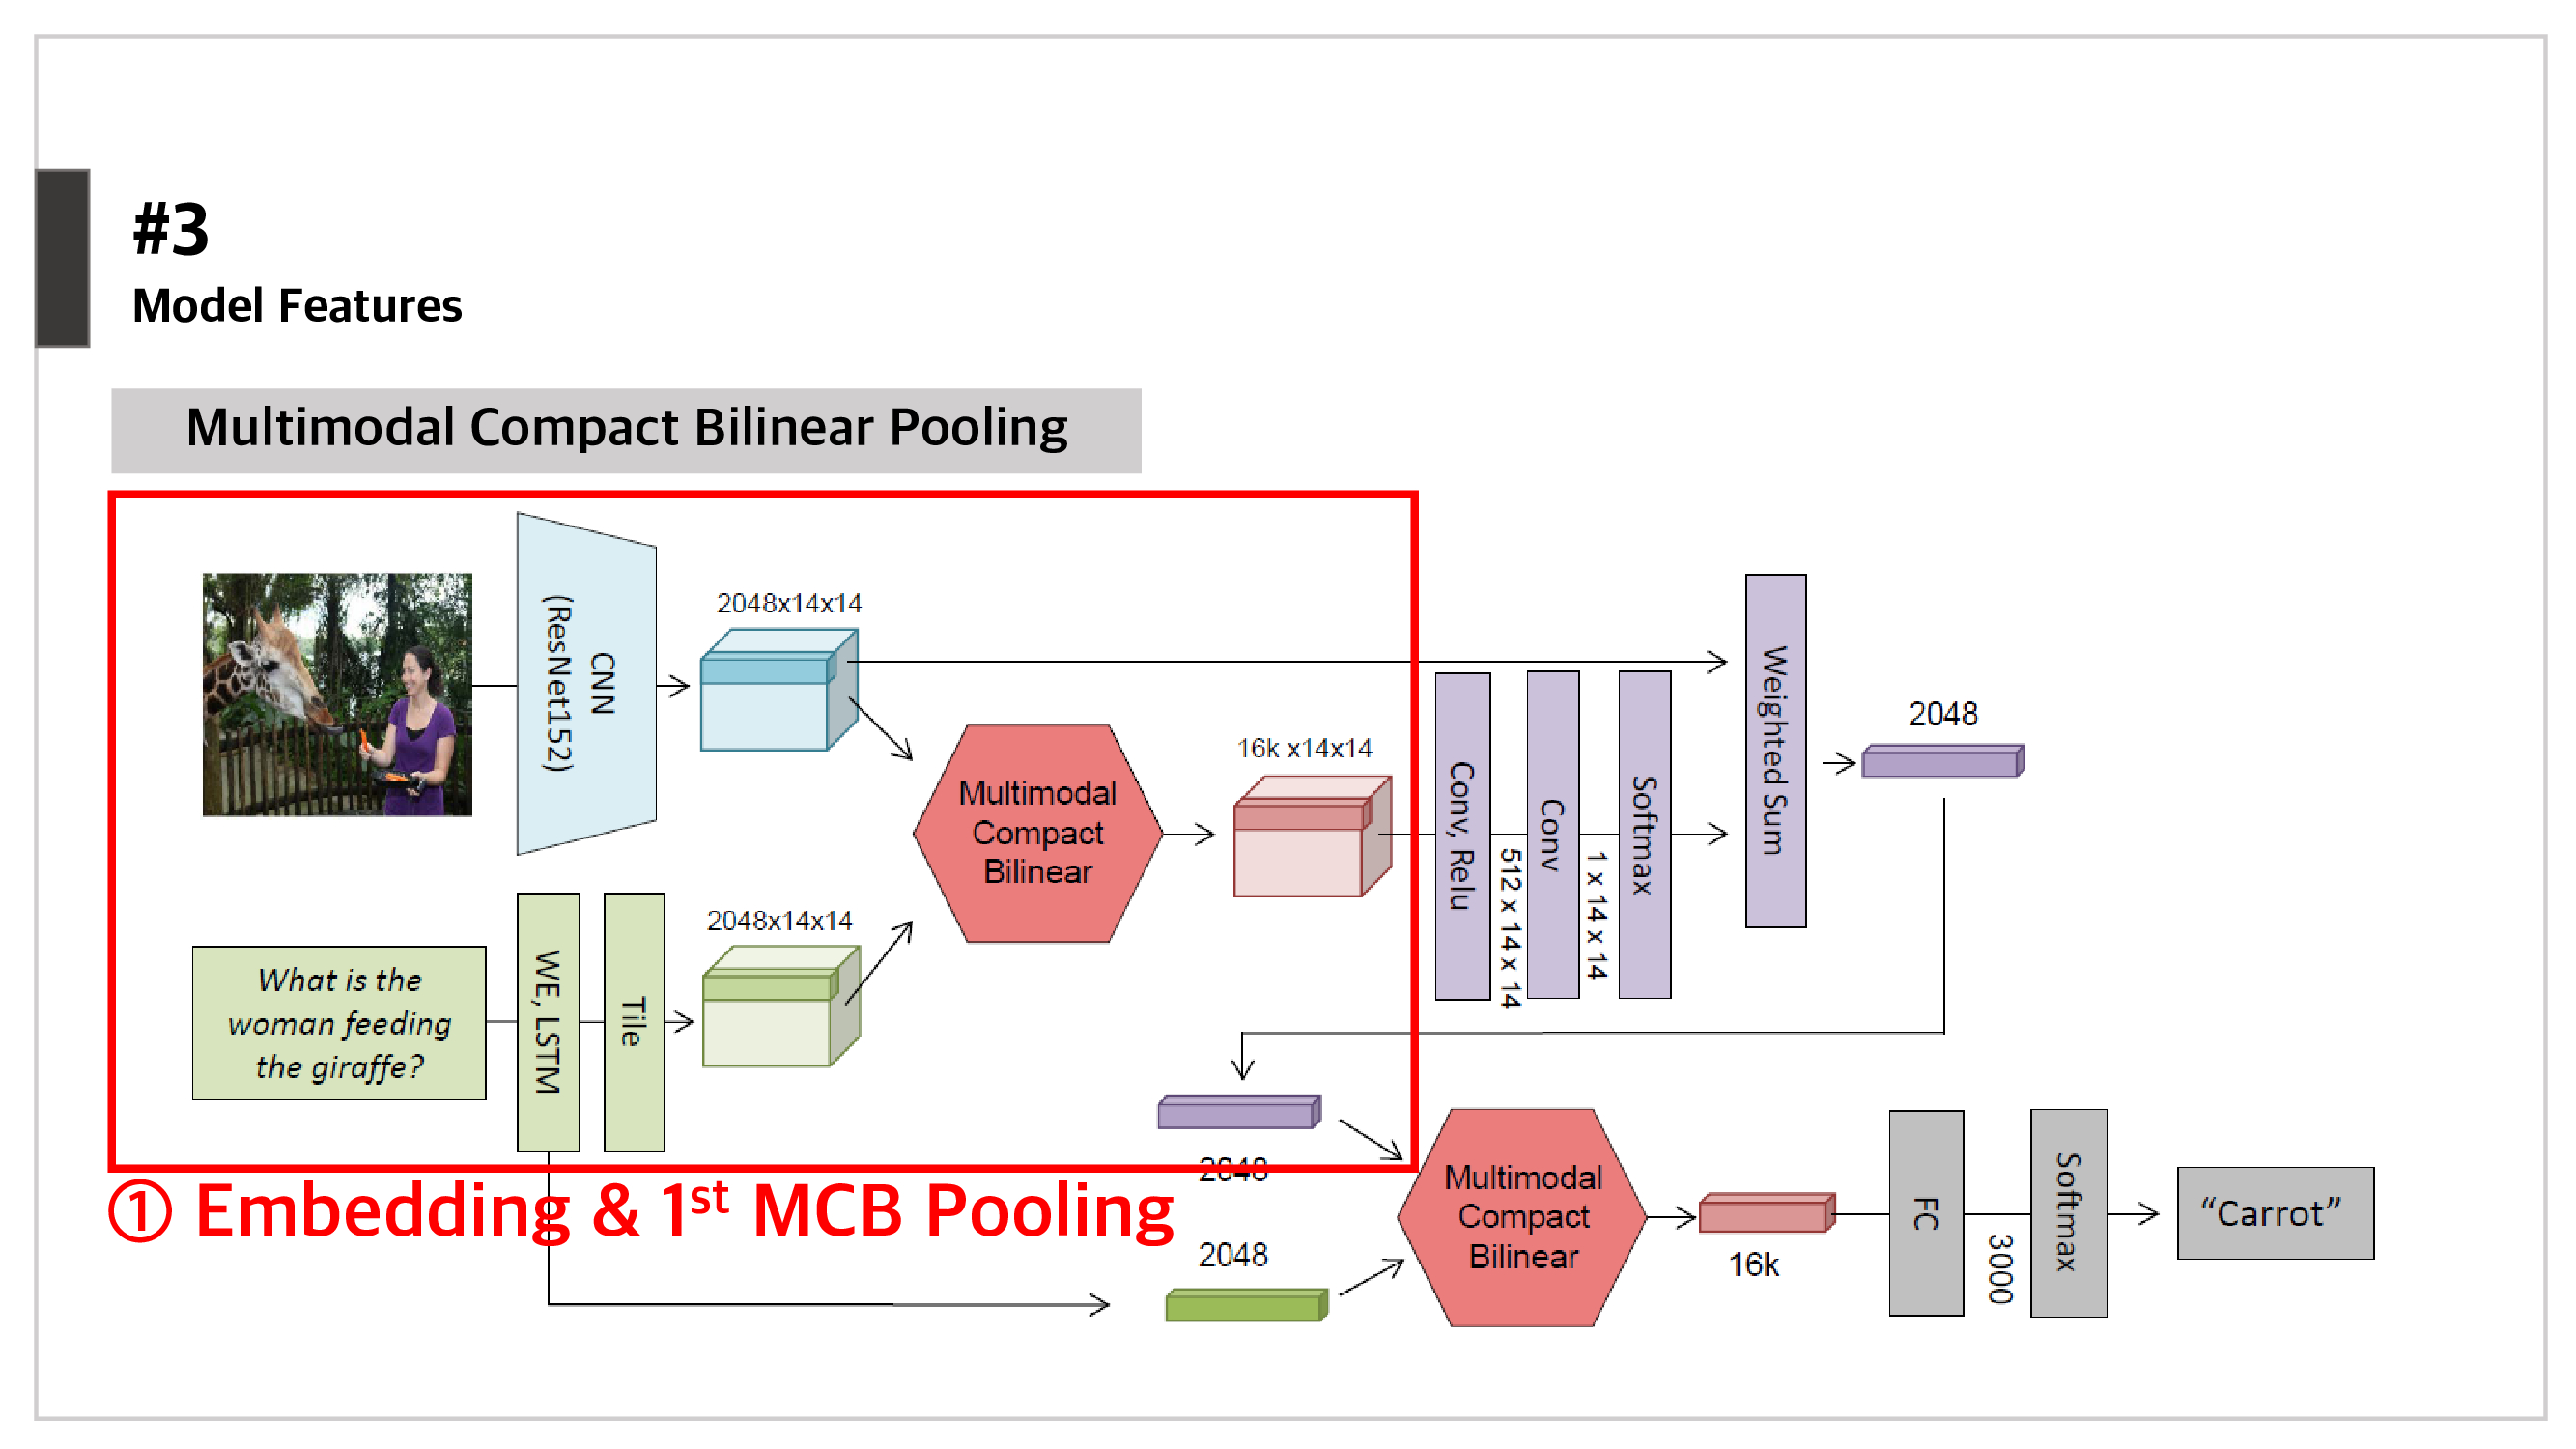 #3
Model Features
Multimodal Compact Bilinear Pooling
CNN
(ResNet152)
2048x14x14
What is the
woman feeding
the giraffe?
WE, LSTM
Tile
2048x14x14
Multimodal
Compact
Bilinear
16k x14x14
Conv, Relu
512 x 14 x 14
Conv
1 x 14 x 14
Softmax
Weighted Sum
2048
2048
① Embedding & 1st MCB Pooling
2048
Multimodal
Compact
Bilinear
16k
FC
3000
Softmax
“Carrot”